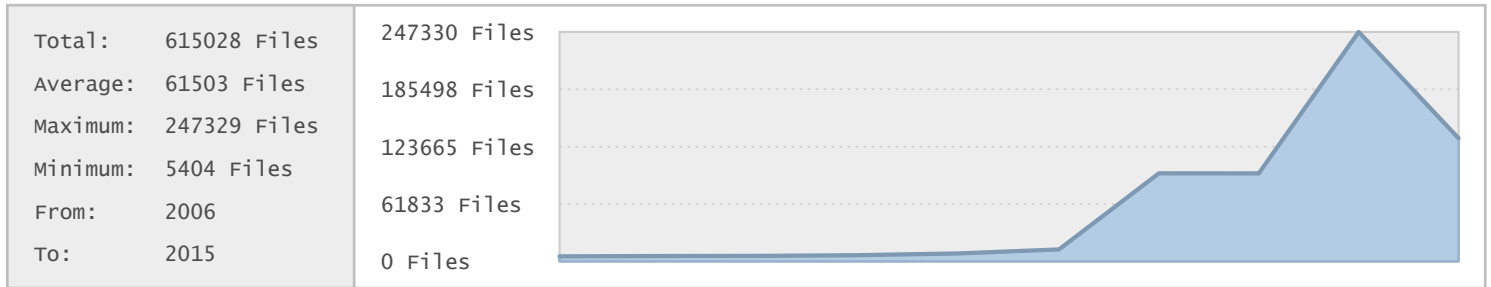 Total: 615028 Files
Average: 61503 Files
Maximum: 247329 Files
Minimum: 5404 Files
From: 2006
To: 2015
247330 Files
185498 Files
123665 Files
61833 Files
0 Files